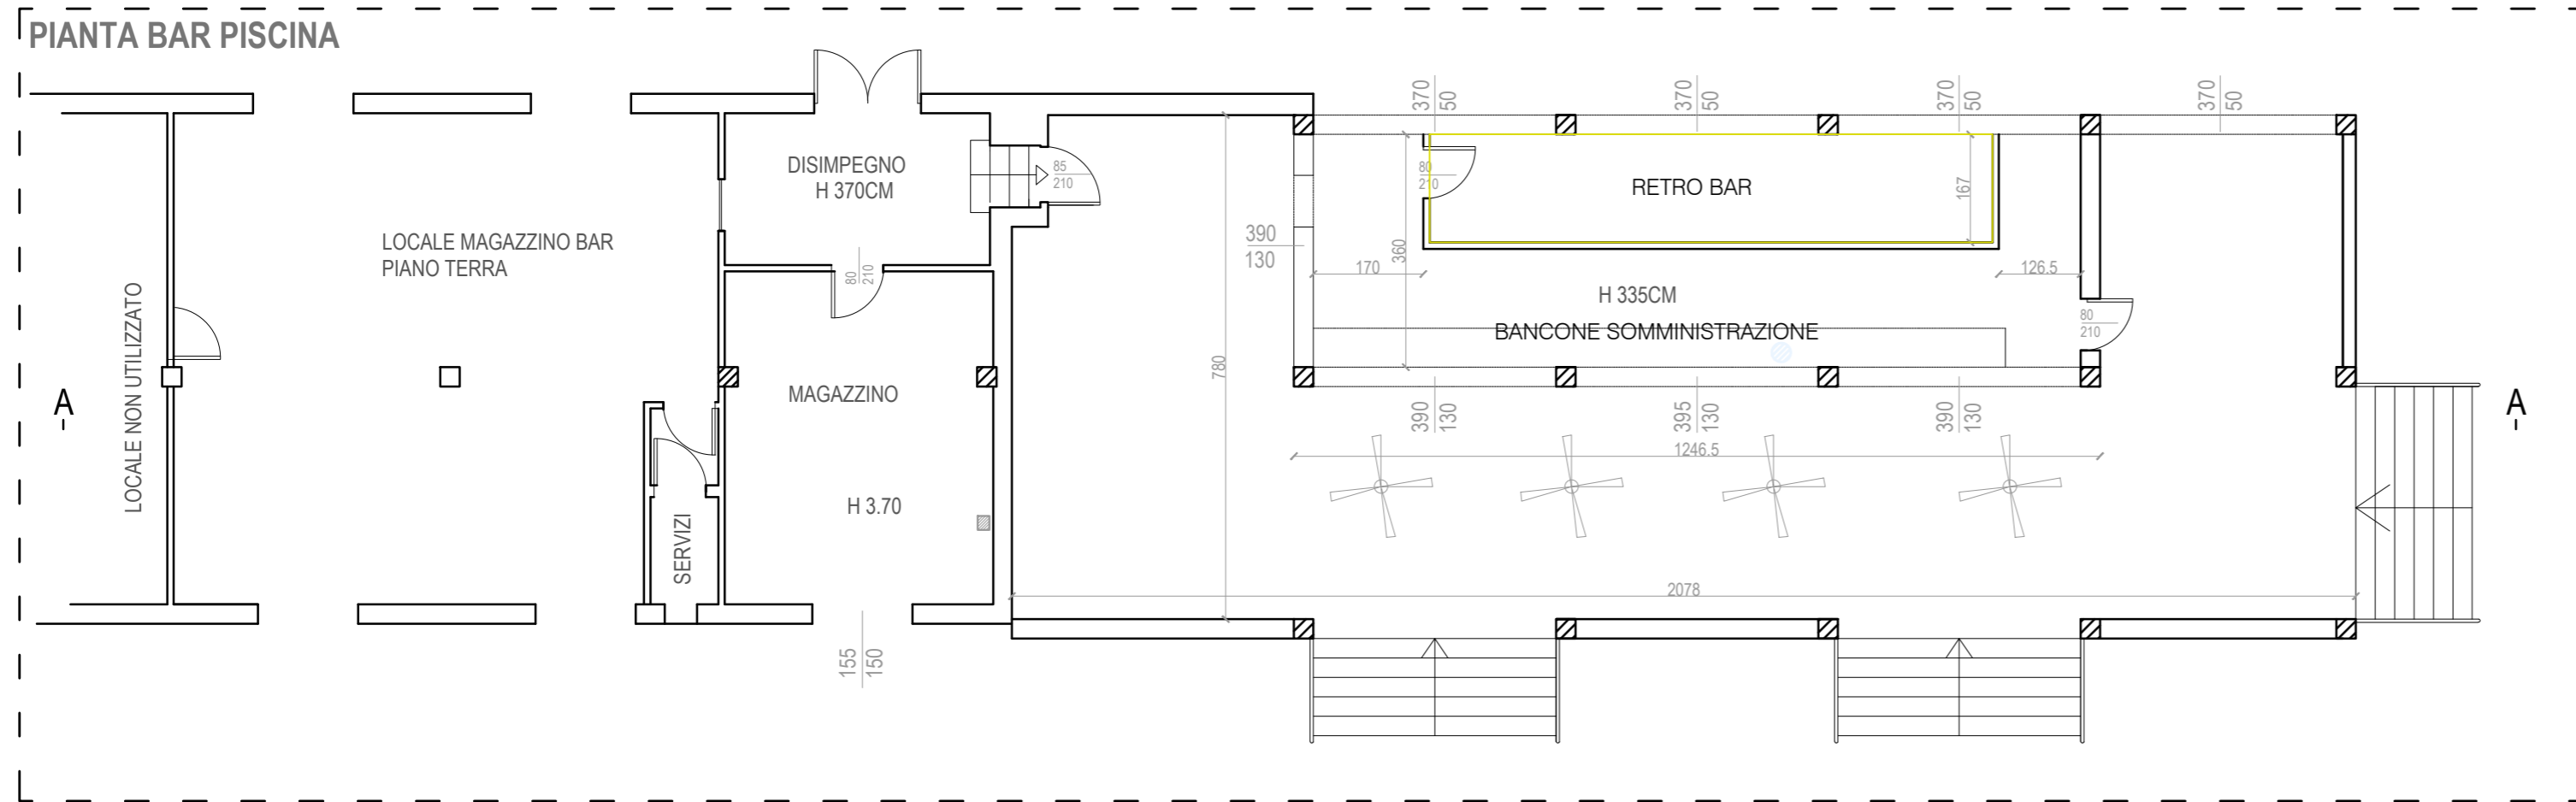 PIANTA BAR PISCINA
370
50
370
50
370
50
370
50
DISIMPEGNO
H 370CM
85
210
80
210
RETRO BAR
167
LOCALE MAGAZZINO BAR
PIANO TERRA
390
130
360
170
126.5
80
210
LOCALE NON UTILIZZATO
H 335CM
BANCONE SOMMINISTRAZIONE
80
210
780
A
MAGAZZINO
390
130
395
130
390
130
A
1246.5
H 3.70
SERVIZI
2078
155
150